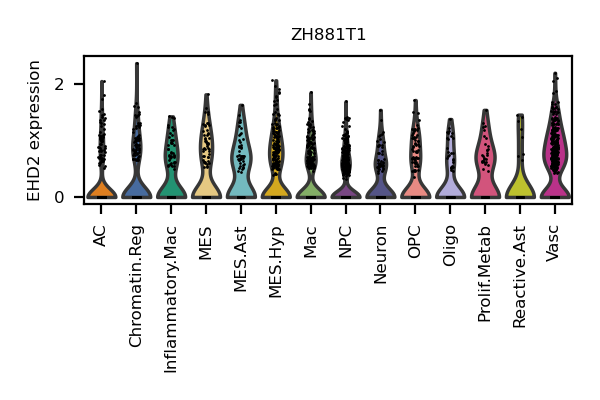 ZH881T1
EHD2 expression
2
0
AC
Chromatin.Reg
Inflammatory.Mac
MES
MES.Ast
MES.Hyp
Mac
NPC
Neuron
OPC
Oligo
Prolif.Metab
Reactive.Ast
Vasc